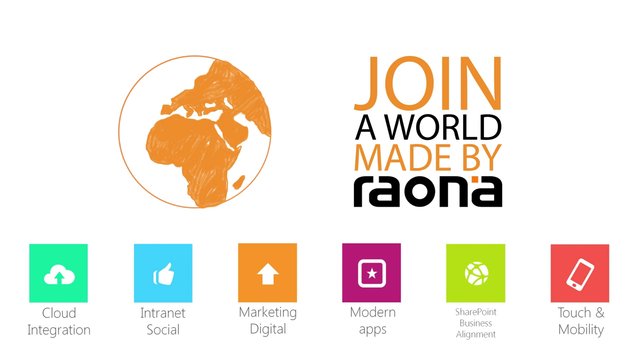 JOIN
A WORLD
MADE BY
raona
Cloud
Integration
Intranet
Social
Marketing
Digital
Modern
apps
SharePoint
Business
Alignment
Touch &
Mobility